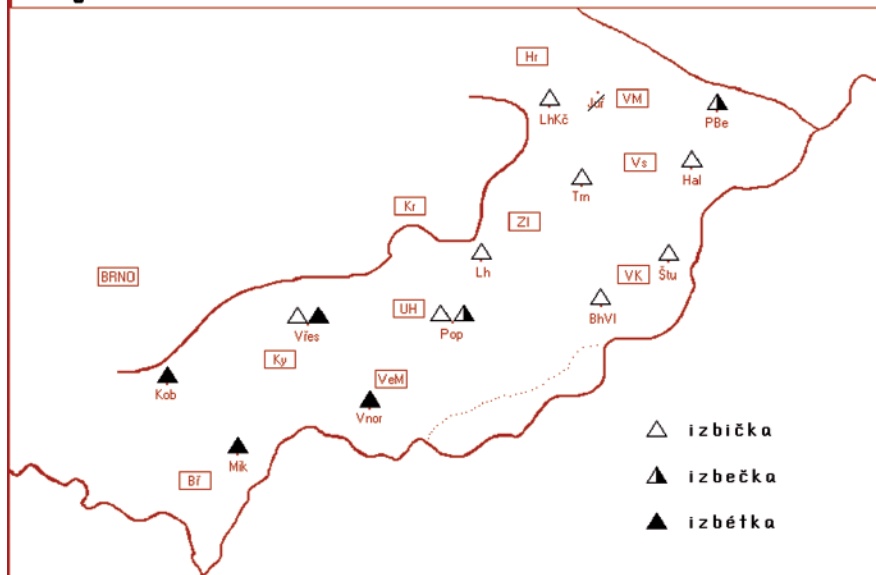 Hr
VM
LhKč
Juř
PBe
Vs
Hal
Trn
Kr
Zl
Lh
BRNO
VK
Štu
BhVl
UH
Vřes
Pop
Ky
VeM
Kob
Vnor
Mik
Bř
izbička
izbečka
izbétka